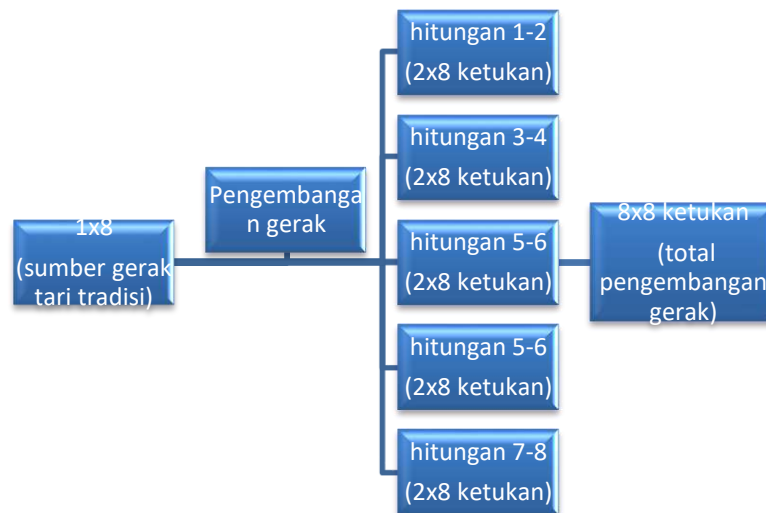 1x8
(sumber gerak
tari tradisi)
Pengembanga
n gerak
hitungan 1-2
(2x8 ketukan)
hitungan 3-4
(2x8 ketukan)
hitungan 5-6
(2x8 ketukan)
hitungan 5-6
(2x8 ketukan)
hitungan 7-8
(2x8 ketukan)
8x8 ketukan
(total
pengembangan
gerak)